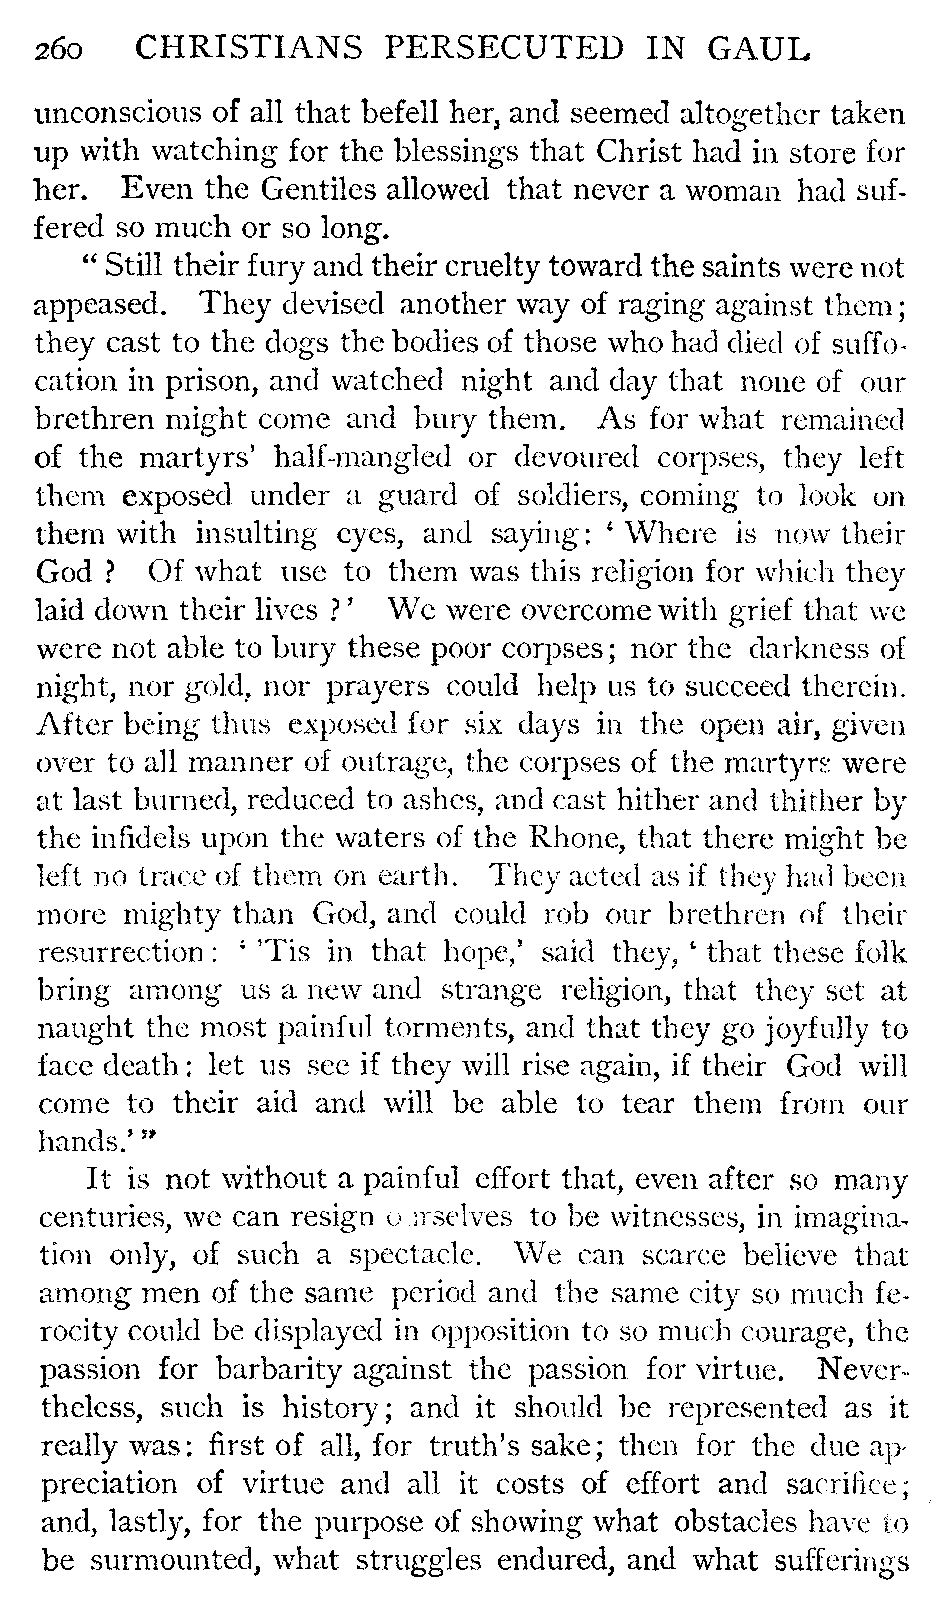 260 CHRISTIANS PERSECUTED IN GAUL
unconscious of all that befell her, and seemed altogether taken
up with watching for the blessings that Christ had in store for
her. Even the Gentiles allowed that never a woman had suf-
fered so much or so long.
“ Still their fury and their cruelty toward the saints were not
appeased. They devised another way of raging against them;
they cast to the dogs the bodies of those who had died of suffo-
cation in prison, and watched night and day that none of our
brethren might come and bury them. As for what remained
of the martyrs’ half-mangled or devoured corpses, they left
them exposed under a guard of soldiers, coming to look on
them with insulting eyes, and saying: ‘ Where is now their
God ? Of what use to them was this religion for which they
laid down their lives ?’ We were overcome with grief that we
were not able to bury these poor corpses; nor the darkness of
night, nor gold, nor prayers could help us to succeed therein.
After being thus exposed for six days in the open air, given
over to all manner of outrage, the corpses of the martyrs were
at last burned, reduced to ashes, and cast hither and thither by
the infidels upon the waters of the Rhone, that there might be
left no trace of them on earth. They acted as if they had been
more mighty than God, and could rob our brethren of their
resurrection: ‘ ’Tis in that hope,’ said they, ‘ that these folk
bring among us a new and strange religion, that they set at
naught the most painful torments, and that they go joyfully to
face death: let us see if they will rise again, if their God will
come to their aid and will be able to tear them from our
hands.’ ”
It is not without a painful effort that, even after so many
centuries, we can resign ourselves to be witnesses, in imagina-
tion only, of such a spectacle. We can scarce believe that
among men of the same period and the same city so much fe-
rocity could be displayed in opposition to so much courage, the
passion for barbarity against the passion for virtue. Never-
theless, such is history; and it should be represented as it
really was: first of all, for truth’s sake; then for the due ap-
preciation of virtue and all it costs of effort and sacrifice;
and, lastly, for the purpose of showing what obstacles have to
be surmounted, what struggles endured, and what sufferings